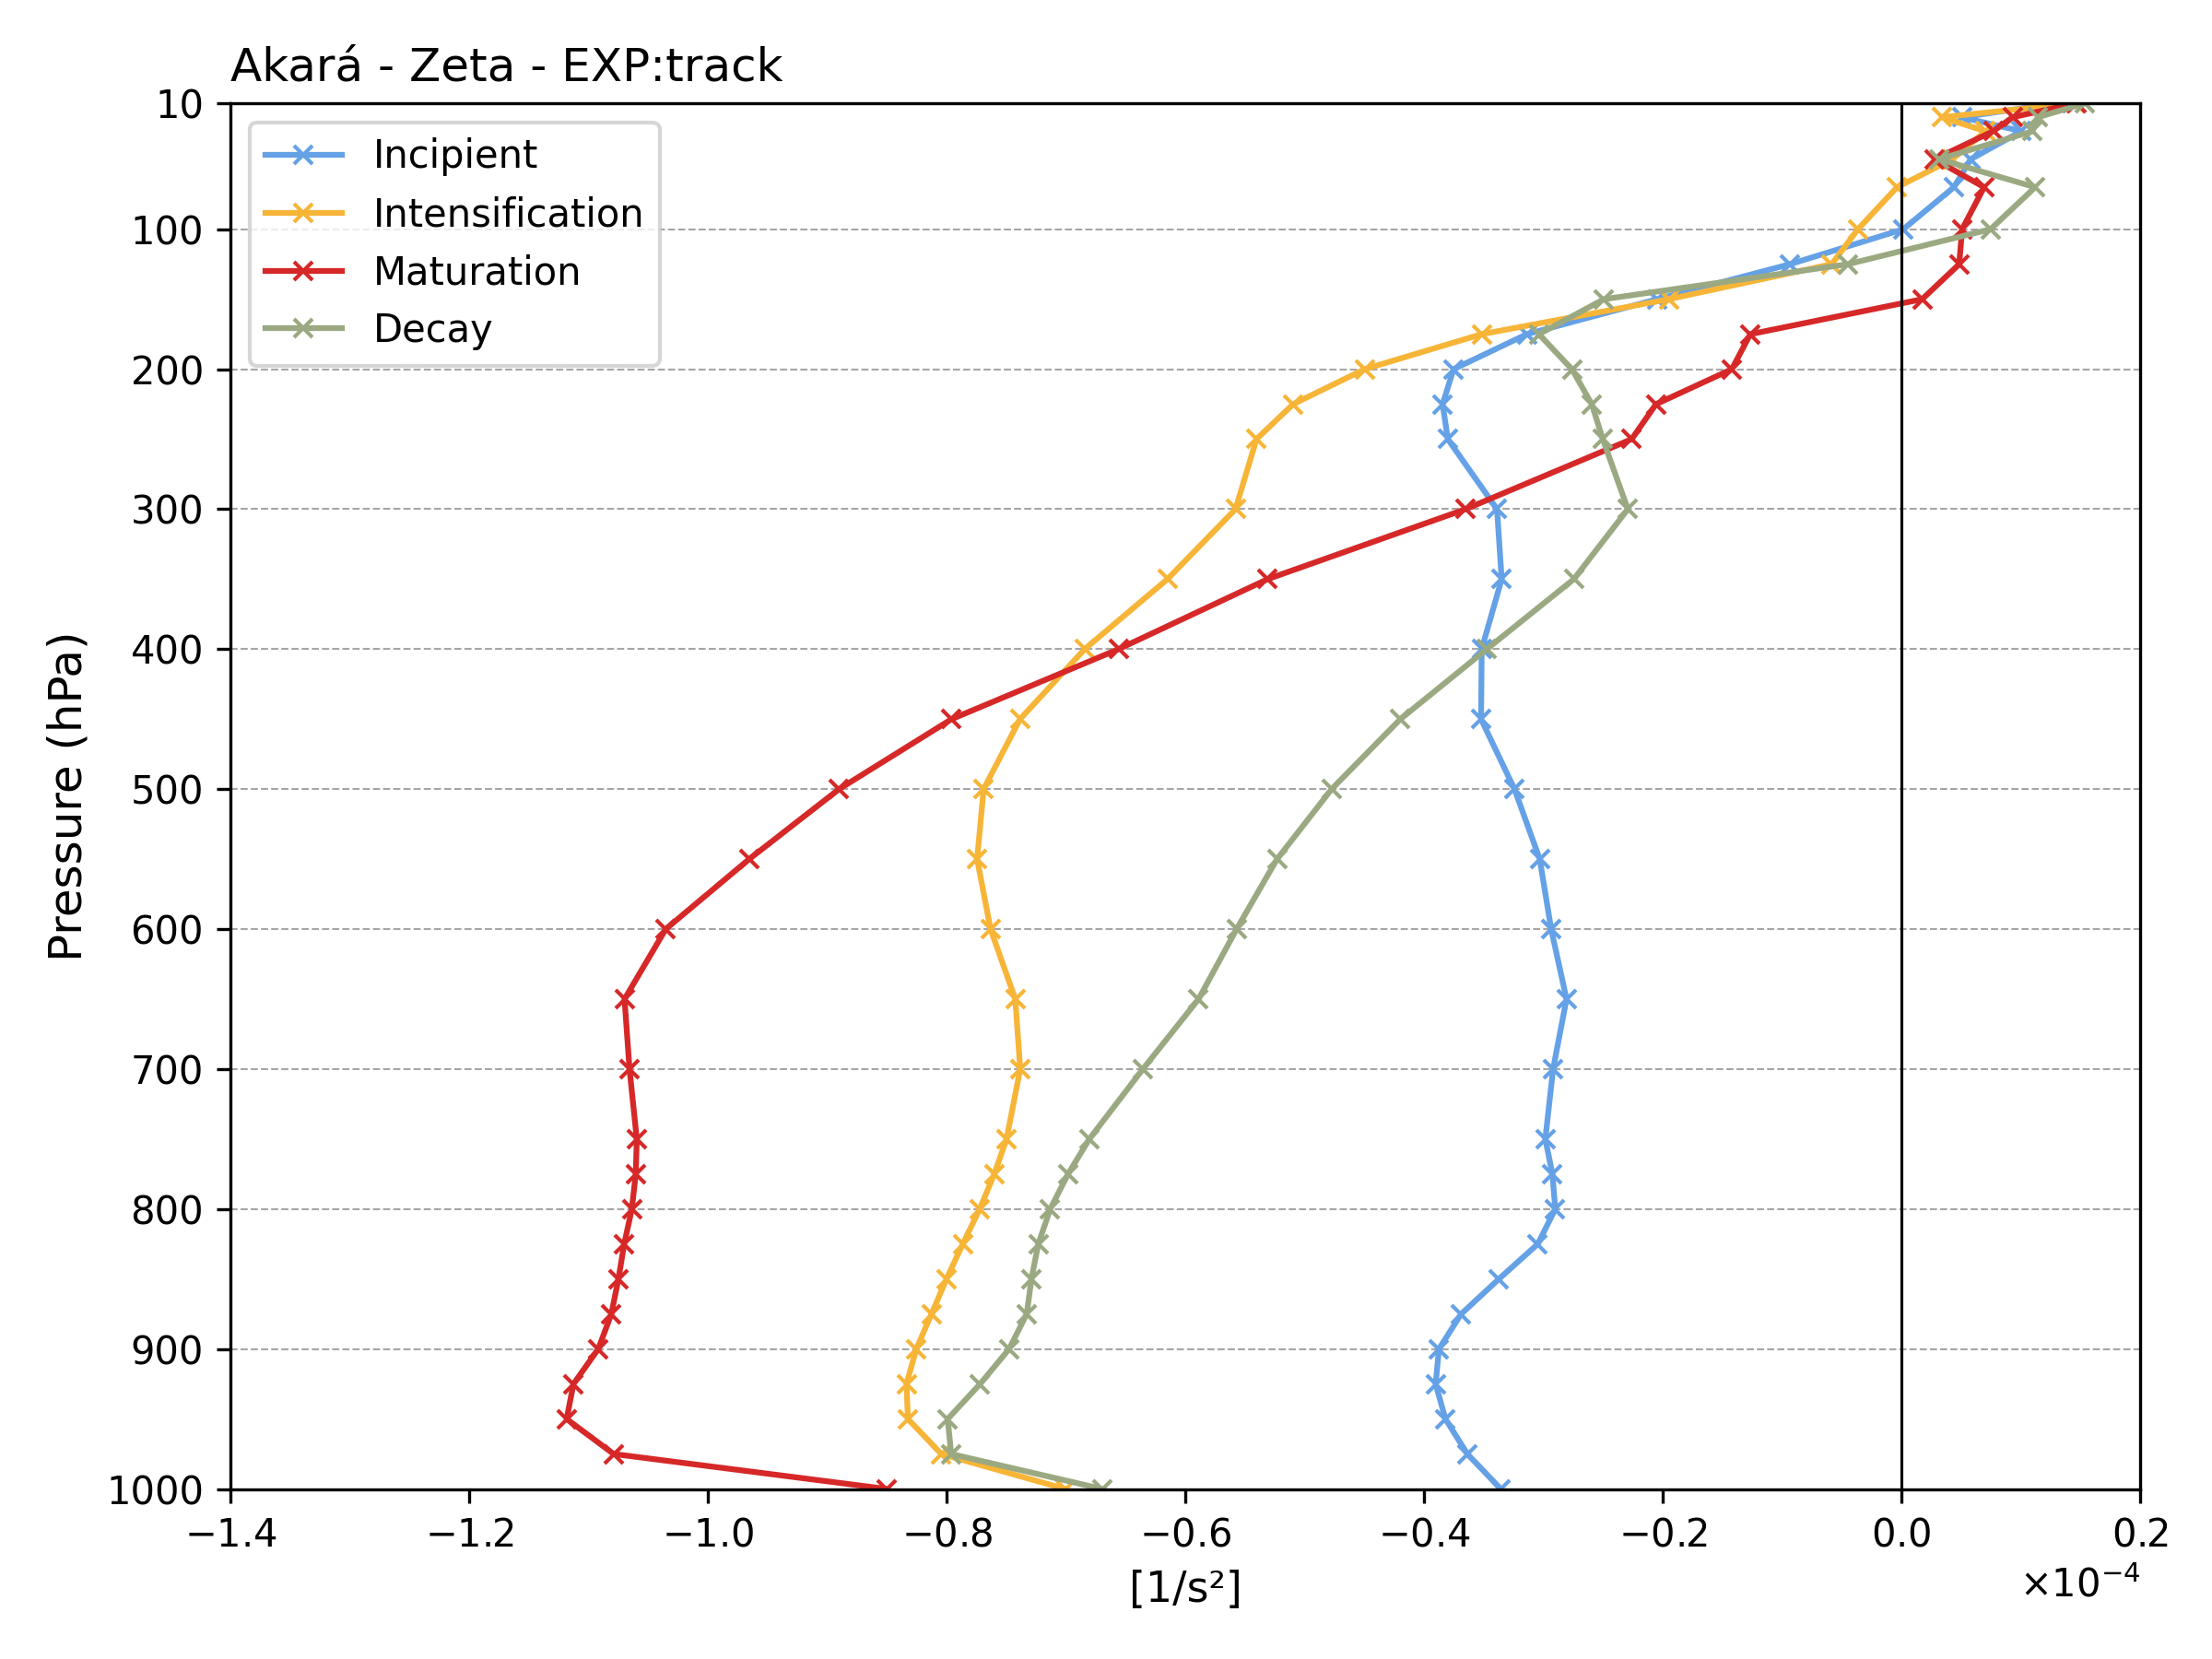 Akará - Zeta - EXP:track
Incipient
Intensification
Maturation
Decay
Pressure (hPa)
10
100
200
300
400
500
600
700
800
900
1000
−1.4 −1.2 −1.0 −0.8 −0.6 −0.4 −0.2 0.0 0.2
[1/s²]
×10⁻⁴